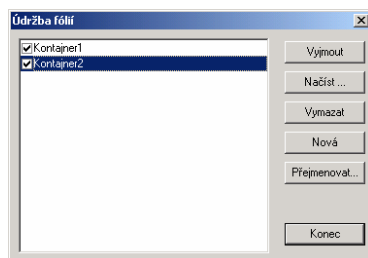 Údržba fólií
Kontajner1
Kontajner2
Vyjmout
Načíst ...
Vymazat
Nová
Přejmenovat...
Konec